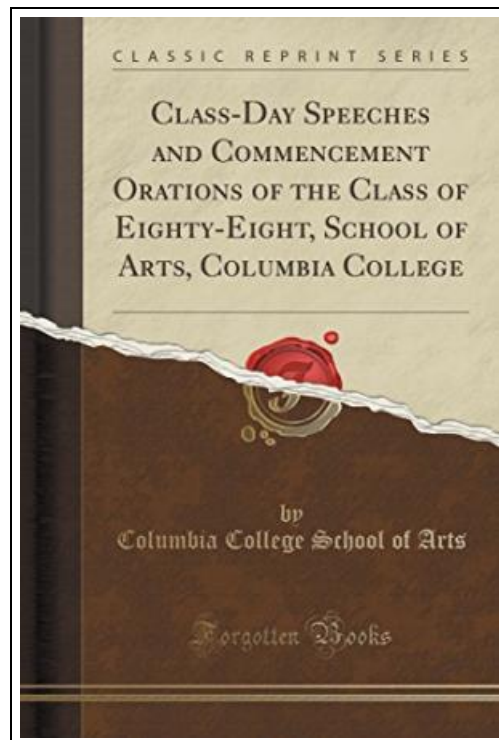 CLASSIC REPRINT SERIES
CLASS-DAY SPEECHES
AND COMMENCEMENT
ORATIONS OF THE CLASS OF
EIGHTY-EIGHT, SCHOOL OF
ARTS, COLUMBIA COLLEGE
by
Columbia College School of Arts
Forgotten Books